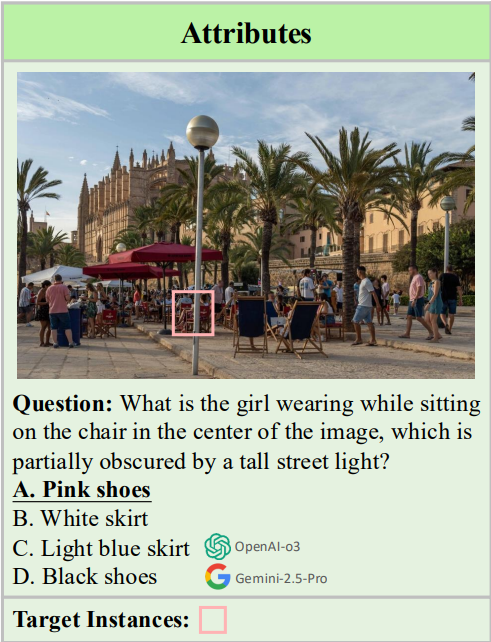 Attributes
Question: What is the girl wearing while sitting
on the chair in the center of the image, which is
partially obscured by a tall street light?
A. Pink shoes
B. White skirt
C. Light blue skirt OpenAI-o3
D. Black shoes Gemini-2.5-Pro
Target Instances: